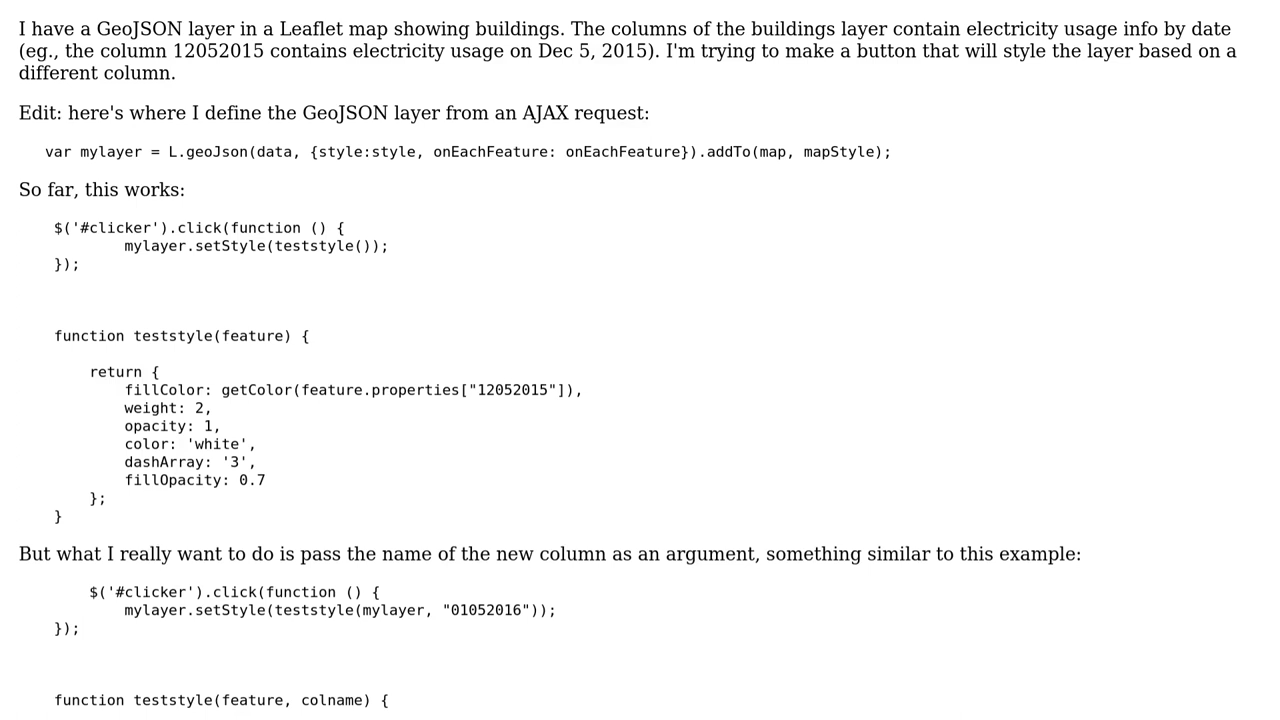 I have a GeoJSON layer in a Leaflet map showing buildings. The columns of the buildings layer contain electricity usage info by date
(eg., the column 12052015 contains electricity usage on Dec 5, 2015). I'm trying to make a button that will style the layer based on a
different column.
Edit: here's where I define the GeoJSON layer from an AJAX request:
var mylayer = L.geoJson(data, {style:style, onEachFeature: onEachFeature}).addTo(map, mapStyle);
So far, this works:
$('#clicker').click(function () {
mylayer.setStyle(teststyle());
});
function teststyle(feature) {
return {
fillColor: getColor(feature.properties["12052015"]),
weight: 2,
opacity: 1,
color: 'white',
dashArray: '3',
fillOpacity: 0.7
};
}
But what I really want to do is pass the name of the new column as an argument, something similar to this example:
$('#clicker').click(function () {
mylayer.setStyle(teststyle(mylayer, "01052016"));
});
function teststyle(feature, colname) {